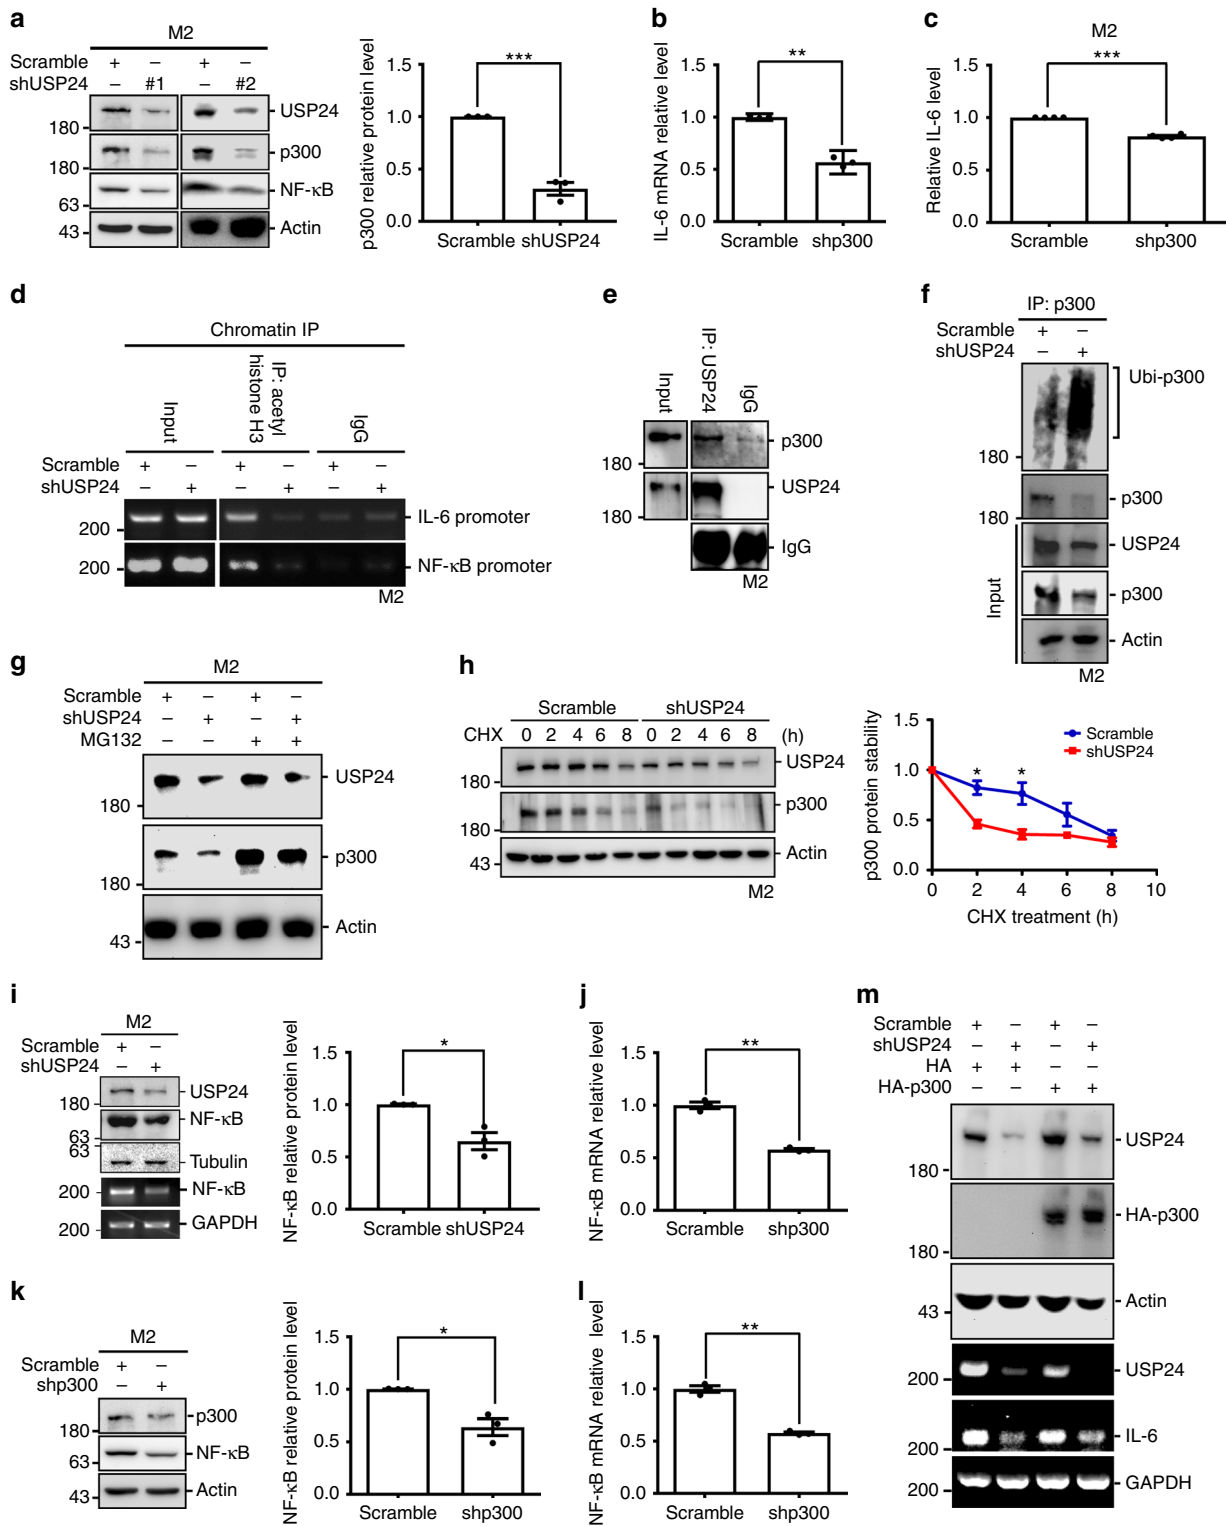 a
M2
Scramble + – + –
shUSP24 – #1 – #2
USP24
180
p300
180
NF-κB
63
Actin
43
p300 relative protein level
1.5
1.0
0.5
0.0
***
Scramble shUSP24
b
IL-6 mRNA relative level
1.5
1.0
0.5
0.0
**
Scramble shp300
c
M2
Relative IL-6 level
1.5
1.0
0.5
0.0
***
Scramble shp300
d
Chromatin IP
Input
IP: acetyl
histone H3
IgG
Scramble + – + – + –
shUSP24 – + – + – +
IL-6 promoter
200
NF-κB promoter
200
M2
e
Input
IP: USP24
IgG
p300
180
USP24
180
IgG
M2
f
IP: p300
Scramble + –
shUSP24 – +
Ubi-p300
180
p300
180
Input
USP24
p300
Actin
M2
g
M2
Scramble + – + –
shUSP24 – + – +
MG132 – – + +
USP24
180
p300
180
Actin
43
h
Scramble shUSP24
CHX 0 2 4 6 8 0 2 4 6 8 (h)
USP24
180
p300
180
Actin
43
M2
p300 protein stability
1.5
1.0
0.5
0.0
* *
Scramble
shUSP24
0 2 4 6 8 10
CHX treatment (h)
i
M2
Scramble + –
shUSP24 – +
USP24
180
NF-κB
63
63
Tubulin
200
NF-κB
200
GAPDH
NF-κB relative protein level
1.5
1.0
0.5
0.0
*
Scramble shUSP24
j
NF-κB mRNA relative level
1.5
1.0
0.5
0.0
**
Scramble shp300
k
M2
Scramble + –
shp300 – +
p300
180
NF-κB
63
Actin
43
NF-κB relative protein level
1.5
1.0
0.5
0.0
*
Scramble shp300
l
NF-κB mRNA relative level
1.5
1.0
0.5
0.0
**
Scramble shp300
m
Scramble + – + –
shUSP24 – + – +
HA + + – –
HA-p300 – – + +
USP24
180
HA-p300
180
Actin
43
USP24
200
IL-6
200
GAPDH
200